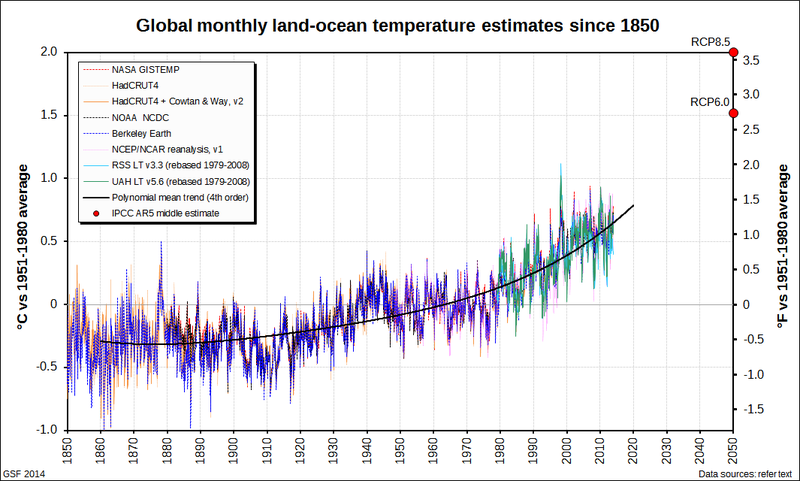 Global monthly land-ocean temperature estimates since 1850
RCP8.5
RCP6.0
°C vs 1951-1980 average
2.0
1.5
1.0
0.5
0
-0.5
-1.0
NASA GISTEMP
HadCRUT4
HadCRUT4 + Cowtan & Way, v2
NOAA NCDC
Berkeley Earth
NCEP/NCAR reanalysis, v1
RSS LT v3.3 (rebased 1979-2008)
UAH LT v5.6 (rebased 1979-2008)
Polynomial mean trend (4th order)
IPCC AR5 middle estimate
3.5
3.0
2.5
2.0
1.5
1.0
0.5
0
-0.5
-1.0
-1.5
°F vs 1951-1980 average
1850 1860 1870 1880 1890 1900 1910 1920 1930 1940 1950 1960 1970 1980 1990 2000 2010 2020 2030 2040 2050
GSF 2014
Data sources: refer text